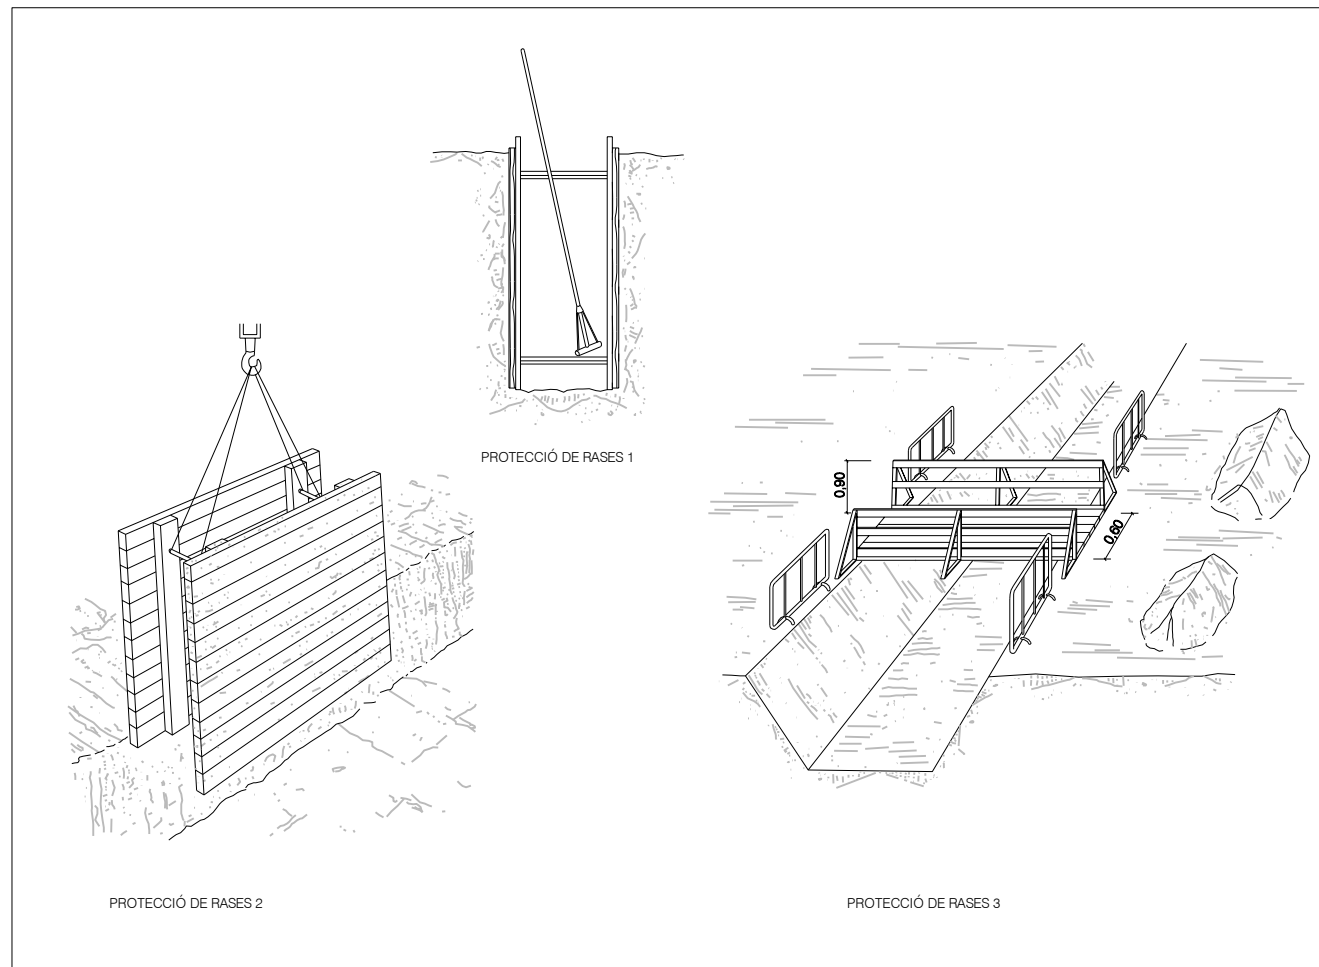 PROTECCIÓ DE RASES 1
0,90
0,60
PROTECCIÓ DE RASES 2
PROTECCIÓ DE RASES 3